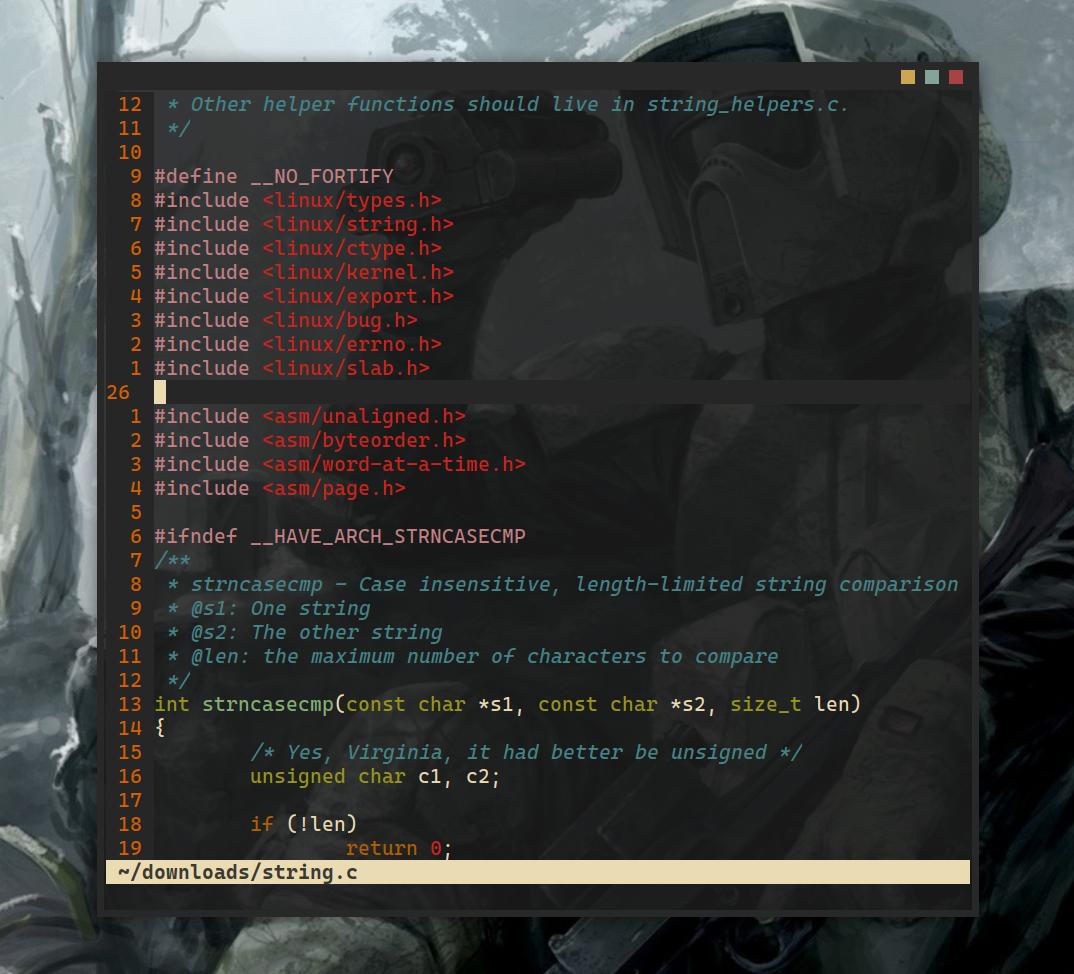 12  * Other helper functions should live in string_helpers.c.
11  */
10
9 #define __NO_FORTIFY
8 #include <linux/types.h>
7 #include <linux/string.h>
6 #include <linux/ctype.h>
5 #include <linux/kernel.h>
4 #include <linux/export.h>
3 #include <linux/bug.h>
2 #include <linux/errno.h>
1 #include <linux/slab.h>
26
1 #include <asm/unaligned.h>
2 #include <asm/byteorder.h>
3 #include <asm/word-at-a-time.h>
4 #include <asm/page.h>
5
6 #ifndef __HAVE_ARCH_STRNCASECMP
7 /**
8  * strncasecmp - Case insensitive, length-limited string comparison
9  * @s1: One string
10  * @s2: The other string
11  * @len: the maximum number of characters to compare
12  */
13 int strncasecmp(const char *s1, const char *s2, size_t len)
14 {
15         /* Yes, Virginia, it had better be unsigned */
16         unsigned char c1, c2;
17
18         if (!len)
19                 return 0;
~/downloads/string.c